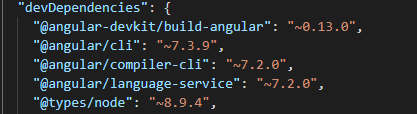 "devDependencies": {
"@angular-devkit/build-angular": "~0.13.0",
"@angular/cli": "~7.3.9",
"@angular/compiler-cli": "~7.2.0",
"@angular/language-service": "~7.2.0",
"@types/node": "~8.9.4",